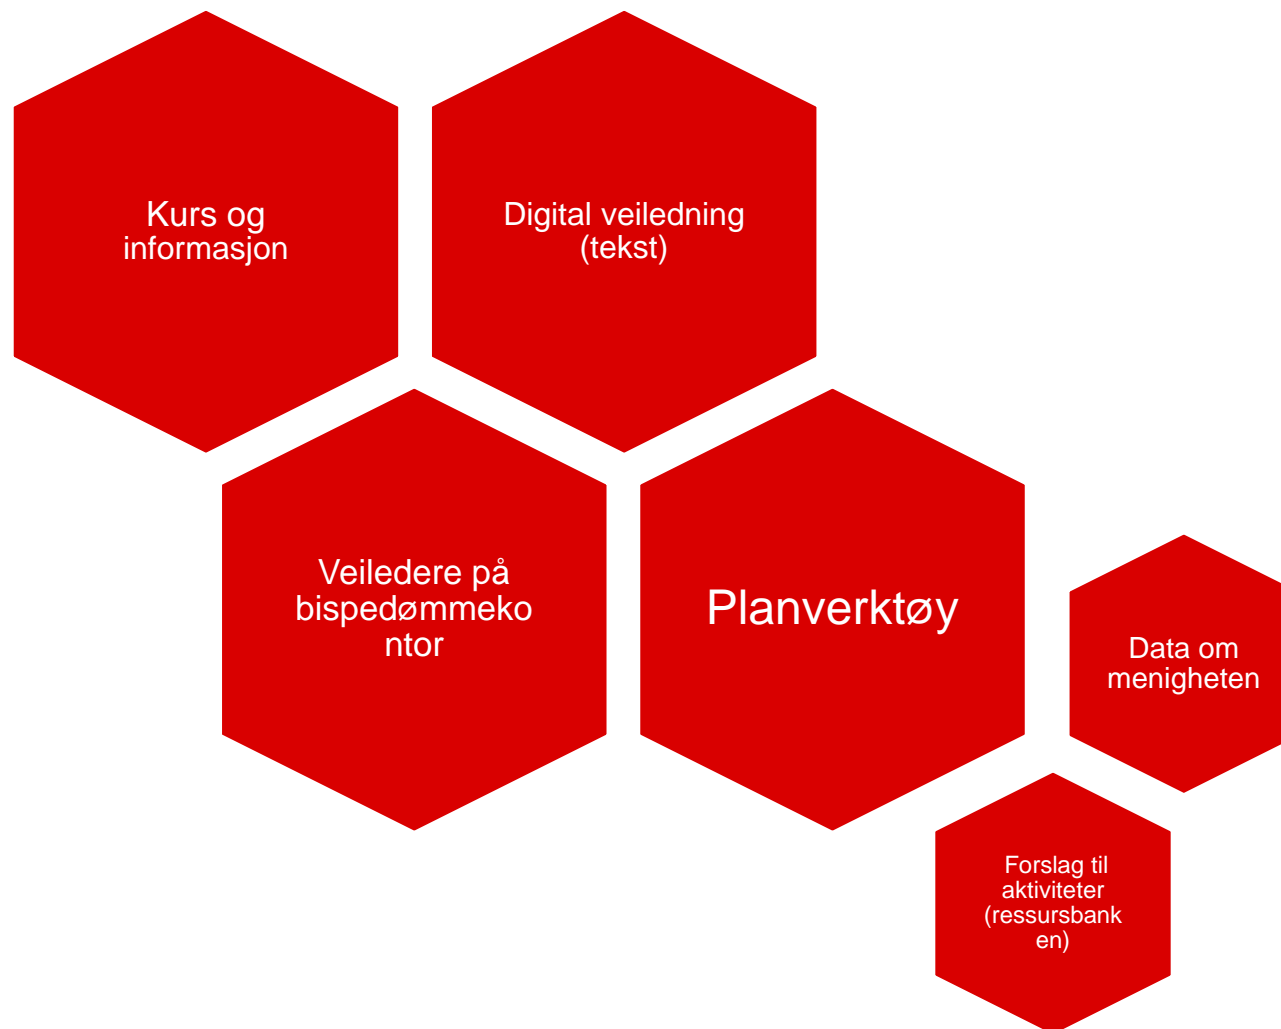 Kurs og
informasjon
Digital veiledning
(tekst)
Veiledere på
bispedømmeko
ntor
Planverktøy
Data om
menigheten
Forslag til
aktiviteter
(ressursbank
en)